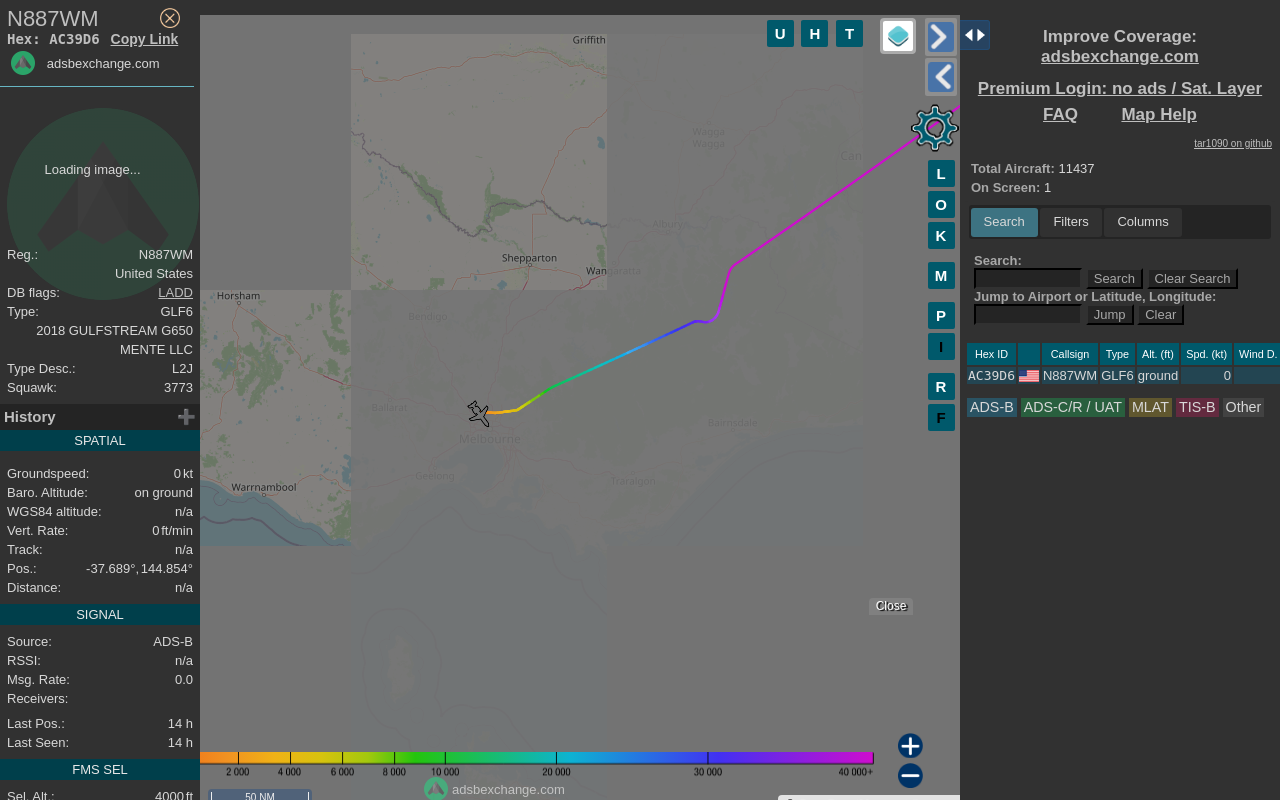 N887WM
Hex: AC39D6 Copy Link
adsbexchange.com
Loading image...
Reg.: N887WM
United States
DB flags: LADD
Type: GLF6
2018 GULFSTREAM G650
MENTE LLC
Type Desc.: L2J
Squawk: 3773
History
SPATIAL
Groundspeed: 0 kt
Baro. Altitude: on ground
WGS84 altitude: n/a
Vert. Rate: 0 ft/min
Track: n/a
Pos.: -37.689°, 144.854°
Distance: n/a
SIGNAL
Source: ADS-B
RSSI: n/a
Msg. Rate: 0.0
Receivers:
Last Pos.: 14 h
Last Seen: 14 h
FMS SEL
Sel. Alt.: 4000 ft
Griffith
Wagga
Wagga
Can
Albury
Shepparton
Wangaratta
Horsham
Bendigo
Ballarat
Melbourne
Bairnsdale
Geelong
Traralgon
Warrnambool
U H T
L
O
K
M
P
I
R
F
Close
2 000 4 000 6 000 8 000 10 000 20 000 30 000 40 000+
adsbexchange.com
50 NM
Improve Coverage:
adsbexchange.com
Premium Login: no ads / Sat. Layer
FAQ Map Help
tar1090 on github
Total Aircraft: 11437
On Screen: 1
Search Filters Columns
Search:
Search Clear Search
Jump to Airport or Latitude, Longitude:
Jump Clear
Hex ID Callsign Type Alt. (ft) Spd. (kt) Wind D.
AC39D6 N887WM GLF6 ground 0
ADS-B ADS-C/R / UAT MLAT TIS-B Other